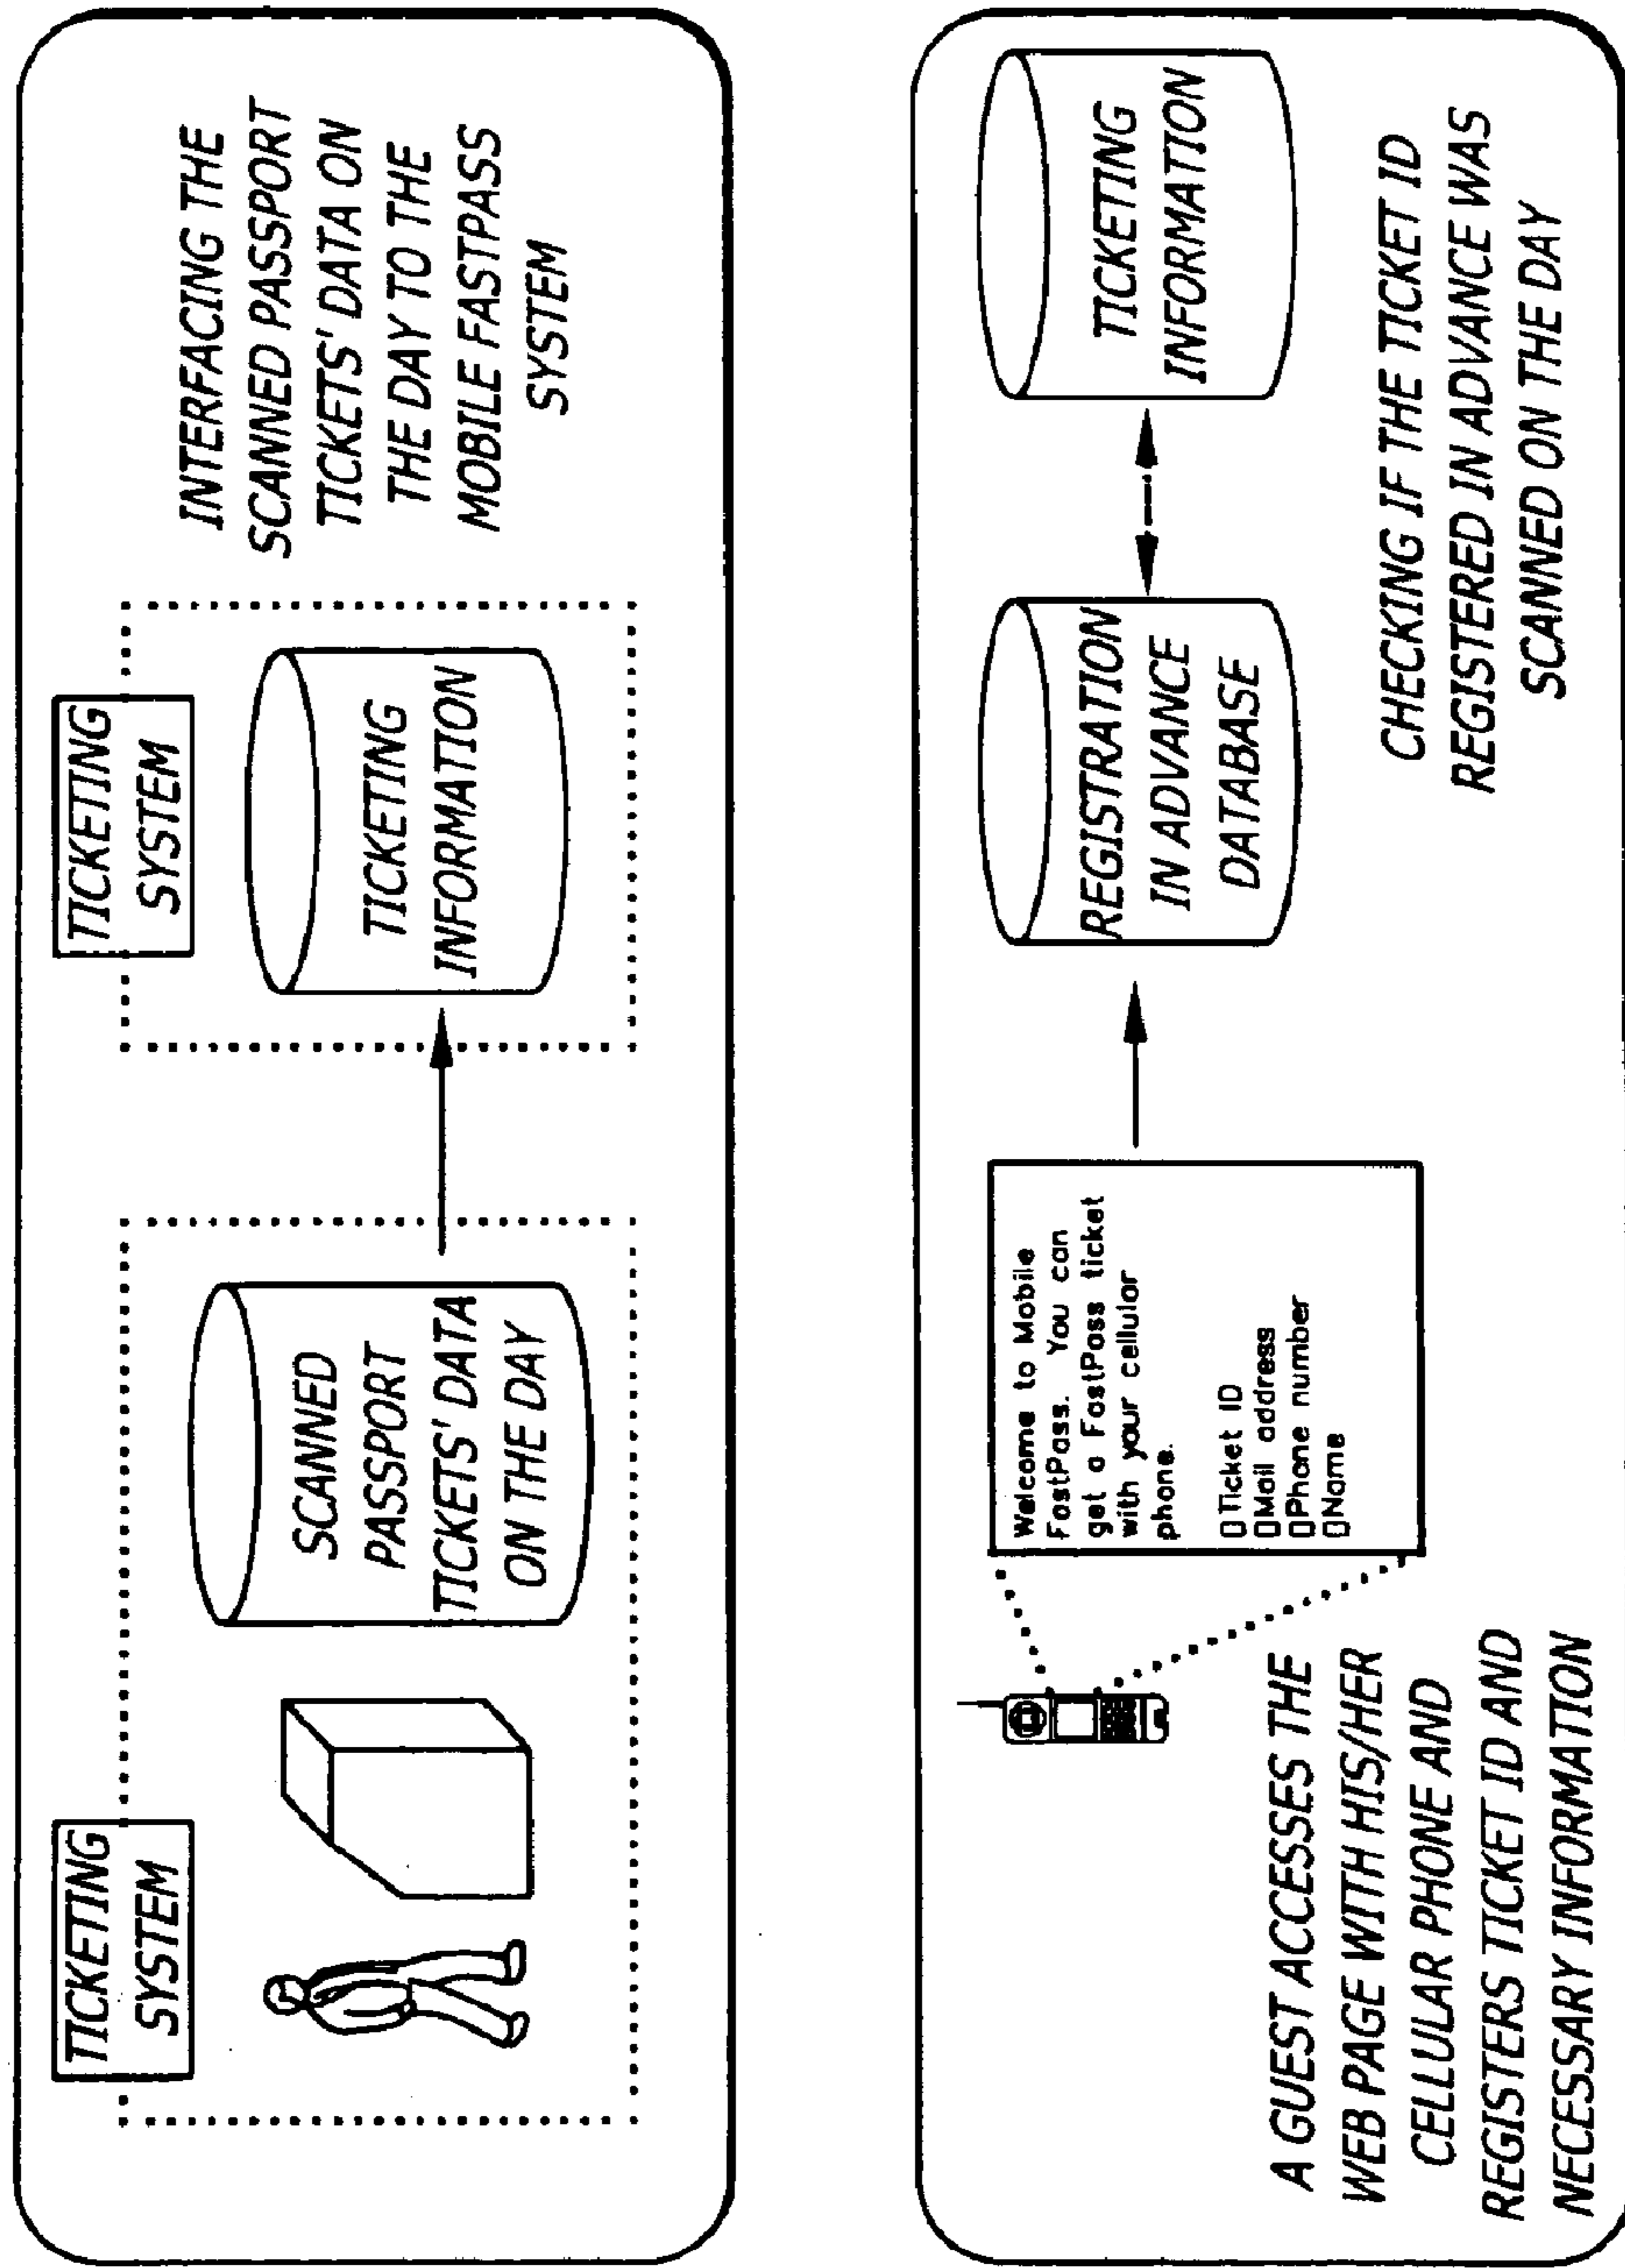 TICKETING
SYSTEM
SCANNED
PASSPORT
TICKETS' DATA
ON THE DAY
TICKETING
SYSTEM
TICKETING
INFORMATION
INTERFACING THE
SCANNED PASSPORT
TICKETS' DATA ON
THE DAY TO THE
MOBILE FASTPASS
SYSTEM
A GUEST ACCESSES THE
WEB PAGE WITH HIS/HER
CELLULAR PHONE AND
REGISTERS TICKET ID AND
NECESSARY INFORMATION
Welcome to Mobile
FastPass. You can
get a FastPass ticket
with your cellular
phone.
▯Ticket ID
▯Mail address
▯Phone number
▯Name
REGISTRATION
IN ADVANCE
DATABASE
TICKETING
INFORMATION
CHECKING IF THE TICKET ID
REGISTERED IN ADVANCE WAS
SCANNED ON THE DAY